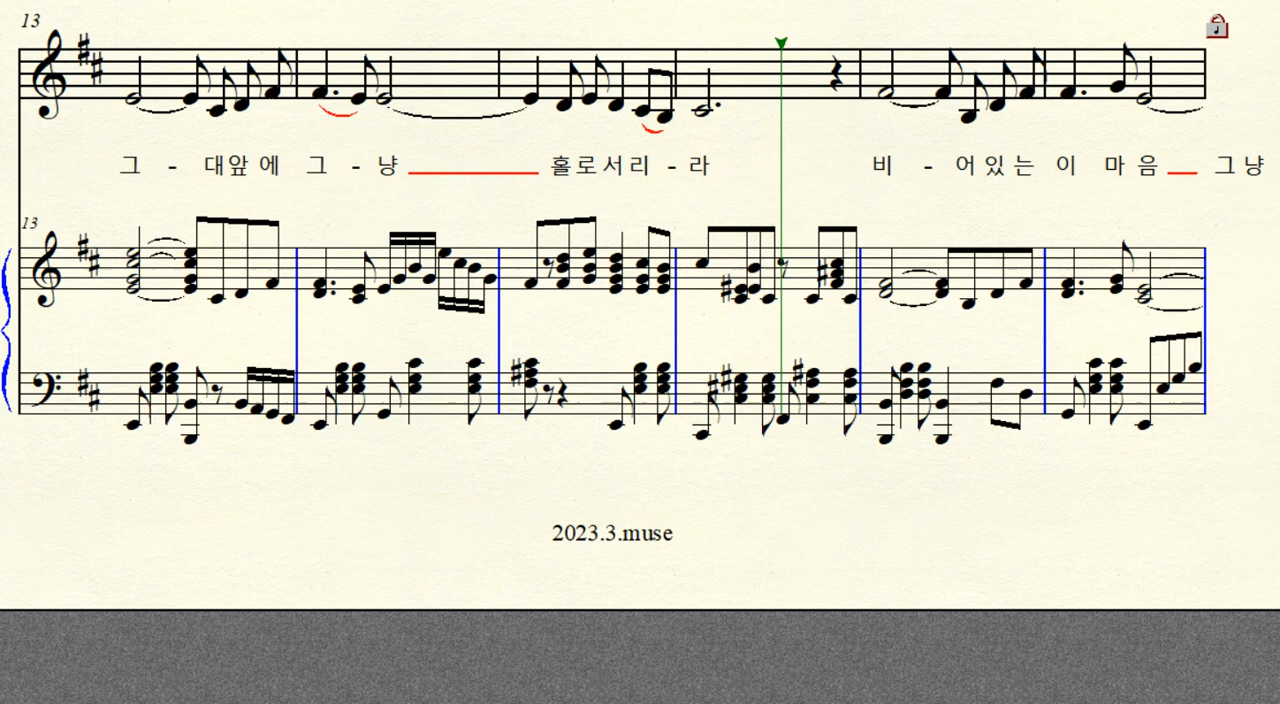 13
그 - 대앞 에 그 - 냥 홀로서리 - 라 비 - 어있 는 이 마 음 그 냥
13
2023.3.muse